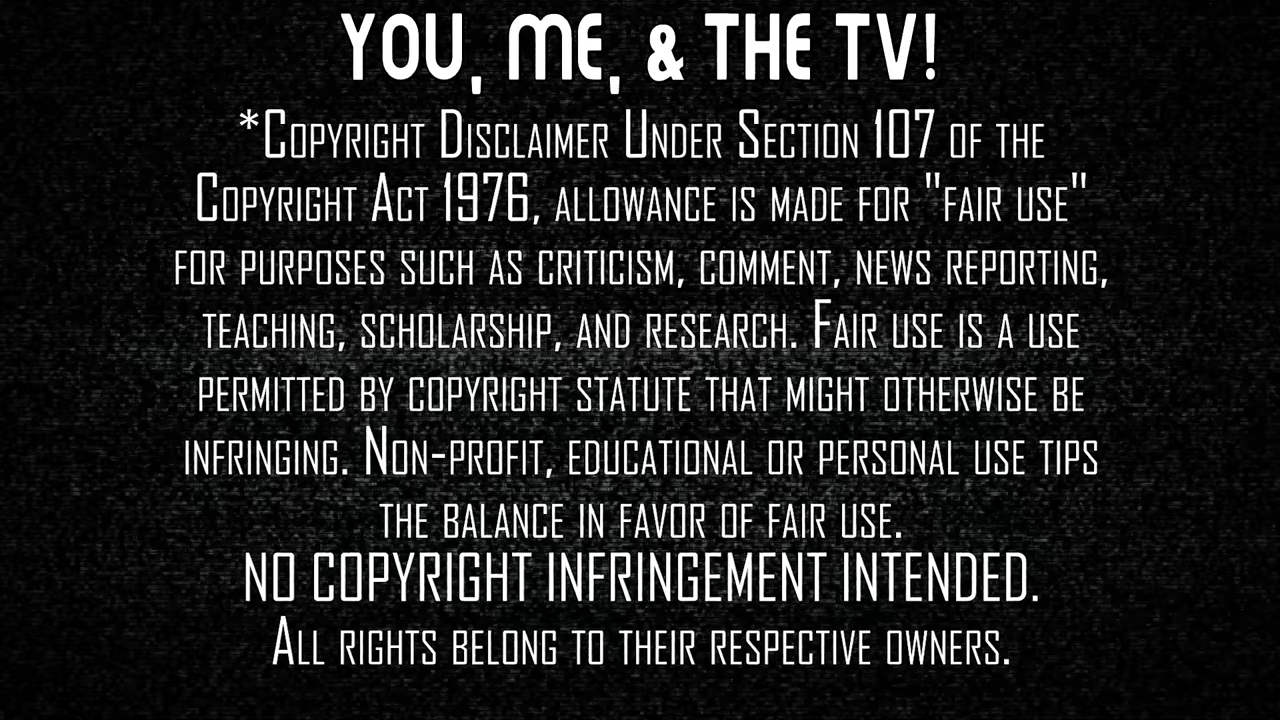 YOU, ME, & THE TV!
*Copyright Disclaimer Under Section 107 of the
Copyright Act 1976, allowance is made for "fair use"
for purposes such as criticism, comment, news reporting,
teaching, scholarship, and research. Fair use is a use
permitted by copyright statute that might otherwise be
infringing. Non-profit, educational or personal use tips
the balance in favor of fair use.
NO COPYRIGHT INFRINGEMENT INTENDED.
All rights belong to their respective owners.